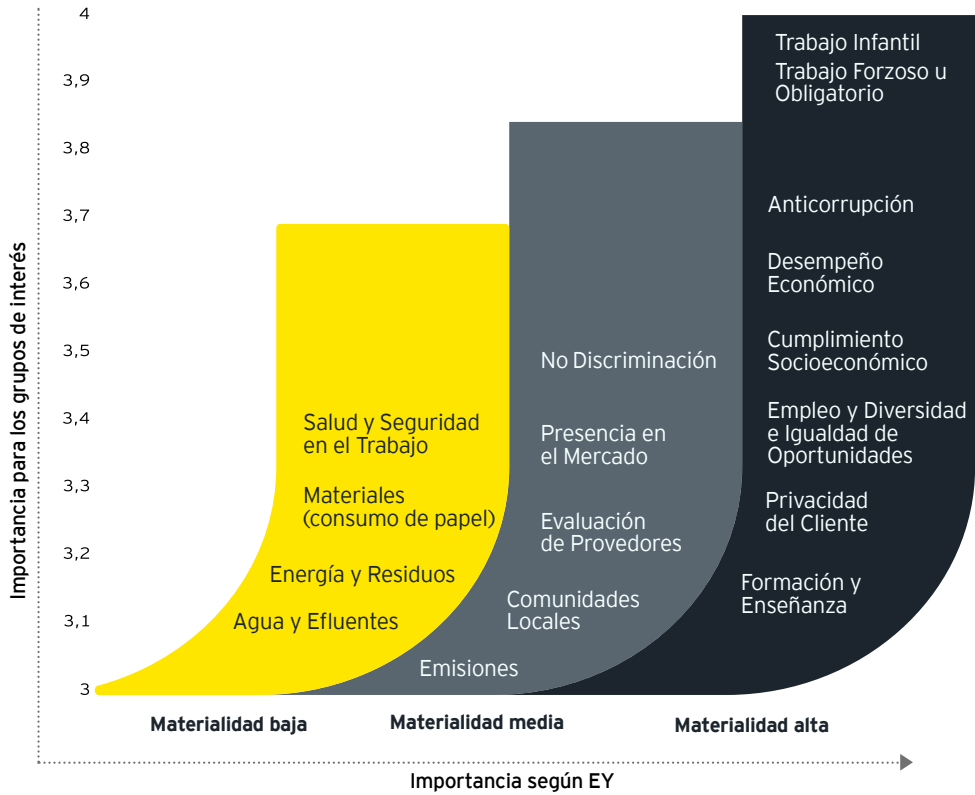 Importancia para los grupos de interés
4
3,9
3,8
3,7
3,6
3,5
3,4
3,3
3,2
3,1
3
Salud y Seguridad
en el Trabajo
Materiales
(consumo de papel)
Energía y Residuos
Agua y Efluentes
No Discriminación
Presencia en
el Mercado
Evaluación
de Provedores
Comunidades
Locales
Emisiones
Trabajo Infantil
Trabajo Forzoso u
Obligatorio
Anticorrupción
Desempeño
Económico
Cumplimiento
Socioeconómico
Empleo y Diversidad
e Igualdad de
Oportunidades
Privacidad
del Cliente
Formación y
Enseñanza
Materialidad baja
Materialidad media
Materialidad alta
Importancia según EY